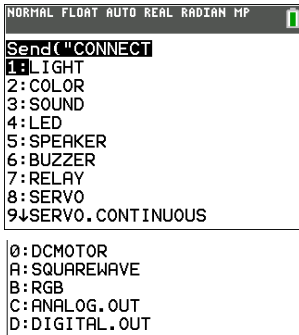 NORMAL FLOAT AUTO REAL RADIAN MP
Send("CONNECT
1:LIGHT
2:COLOR
3:SOUND
4:LED
5:SPEAKER
6:BUZZER
7:RELAY
8:SERVO
9↓SERVO.CONTINUOUS
0:DCMOTOR
A:SQUAREWAVE
B:RGB
C:ANALOG.OUT
D:DIGITAL.OUT